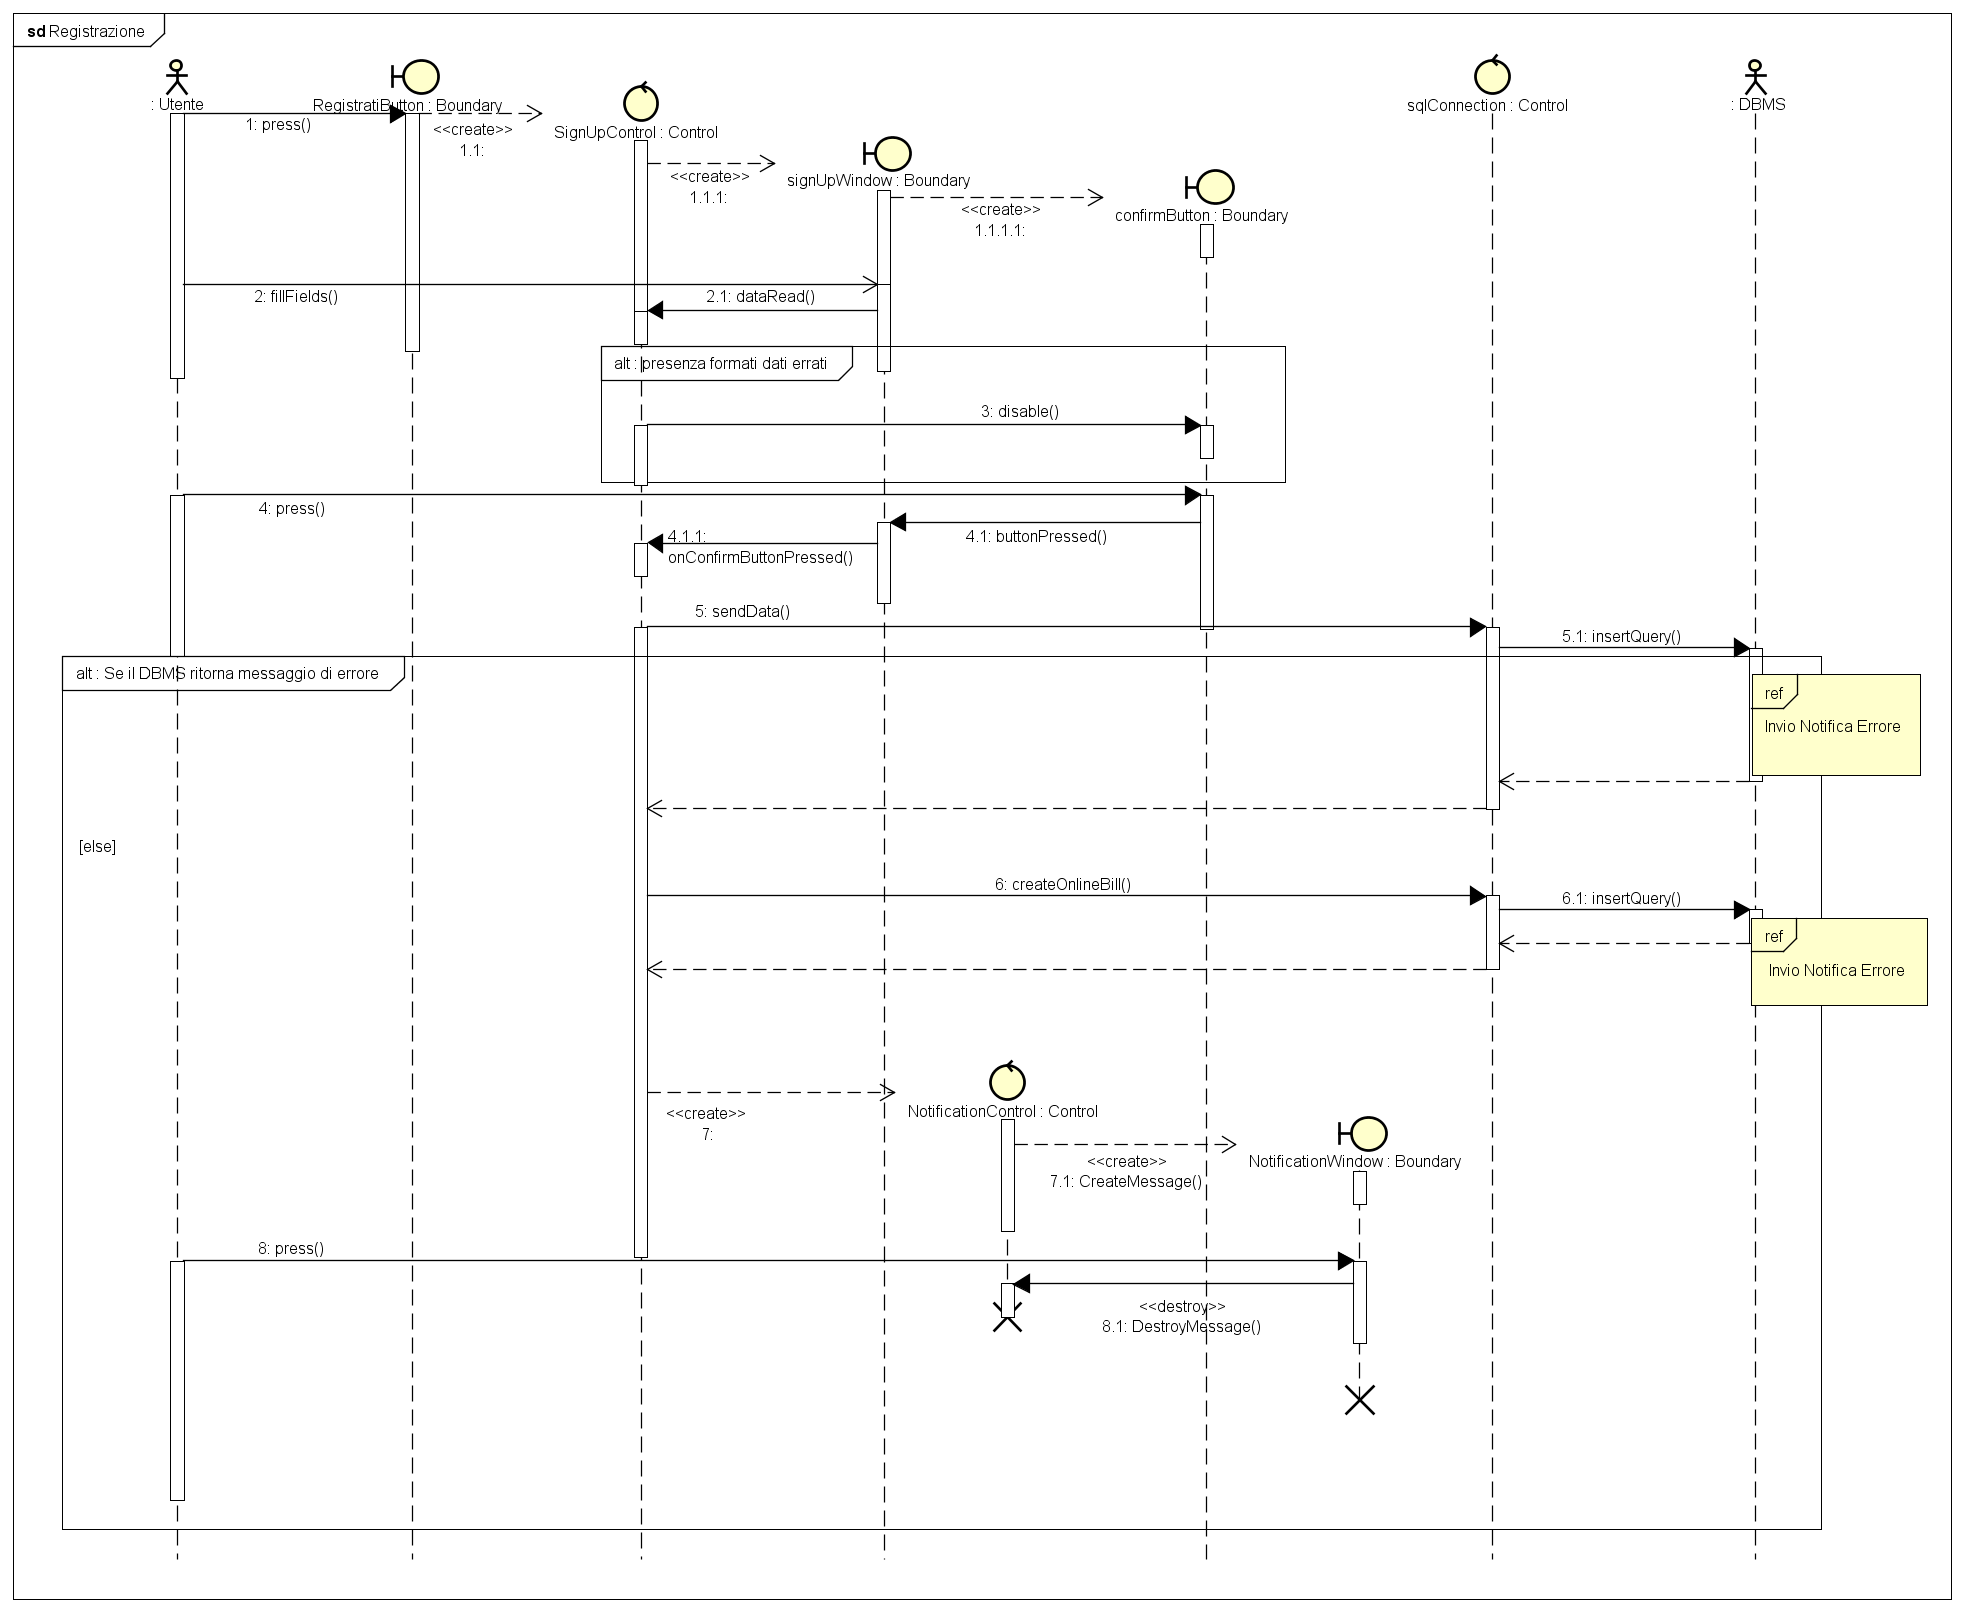 sd Registrazione
: Utente
RegistratiButton : Boundary
SignUpControl : Control
signUpWindow : Boundary
confirmButton : Boundary
sqlConnection : Control
: DBMS
1: press()
<<create>>
1.1:
<<create>>
1.1.1:
<<create>>
1.1.1.1:
2: fillFields()
2.1: dataRead()
alt : presenza formati dati errati
3: disable()
4: press()
4.1: buttonPressed()
4.1.1:
onConfirmButtonPressed()
5: sendData()
5.1: insertQuery()
alt : Se il DBMS ritorna messaggio di errore
ref
Invio Notifica Errore
[else]
6: createOnlineBill()
6.1: insertQuery()
ref
Invio Notifica Errore
<<create>>
7:
NotificationControl : Control
<<create>>
7.1: CreateMessage()
NotificationWindow : Boundary
8: press()
<<destroy>>
8.1: DestroyMessage()